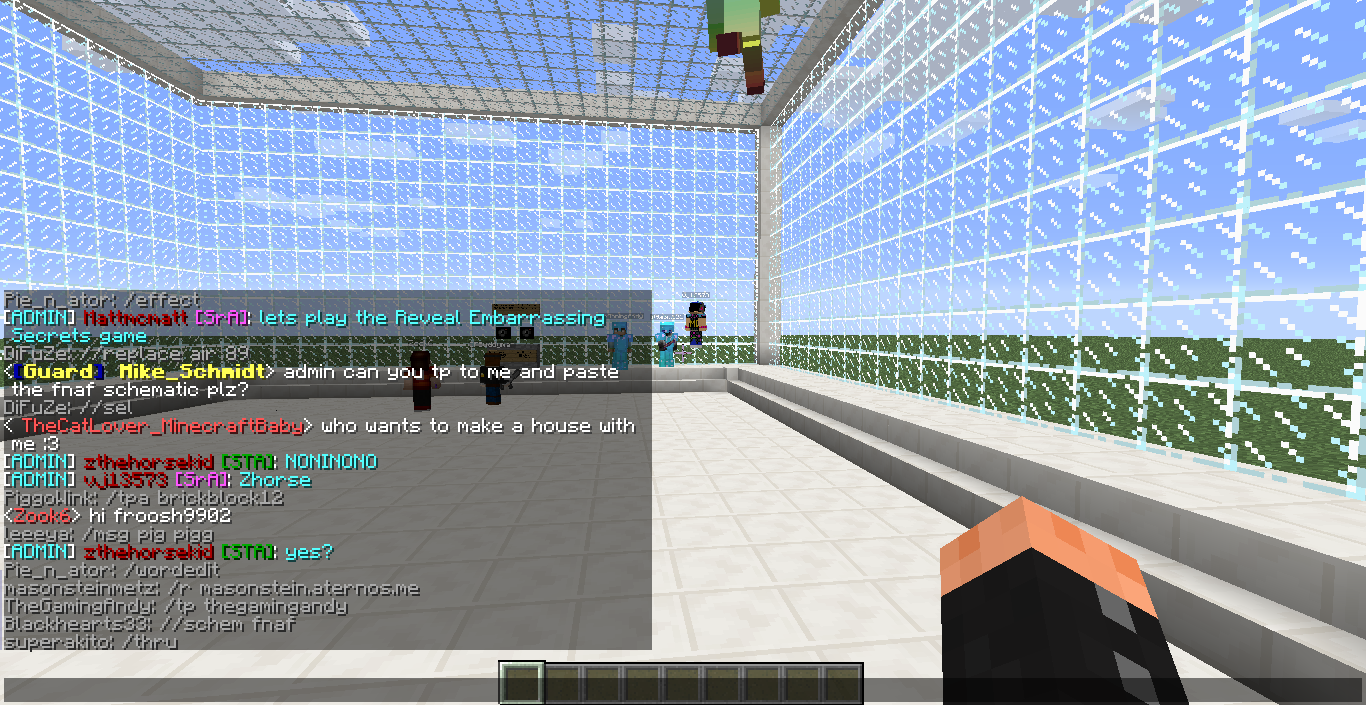 Pie_n_ator: /effect
[ADMIN] Mattmcmatt [SrA]: lets play the Reveal Embarrassing
Secrets game
DiFuZe: //replace air 89
<[Guard] Mike_Schmidt> admin can you tp to me and paste
the fnaf schematic plz?
DiFuZe: //sel
< TheCatLover_MinecraftBaby> who wants to make a house with
me :3
[ADMIN] zthehorsekid [STA]: NONINONO
[ADMIN] vj13573 [SrA]: Zhorse
Piggoklink: /tpa brickblock12
<Zook6> hi froosh9902
leeeya: /msg pig pigg
[ADMIN] zthehorsekid [STA]: yes?
Pie_n_ator: /wordedit
masonsteinmetz: /r masonstein.aternos.me
TheGamingAndy: /tp thegamingandy
Blackhearts33: //schem fnaf
superakito: /thru